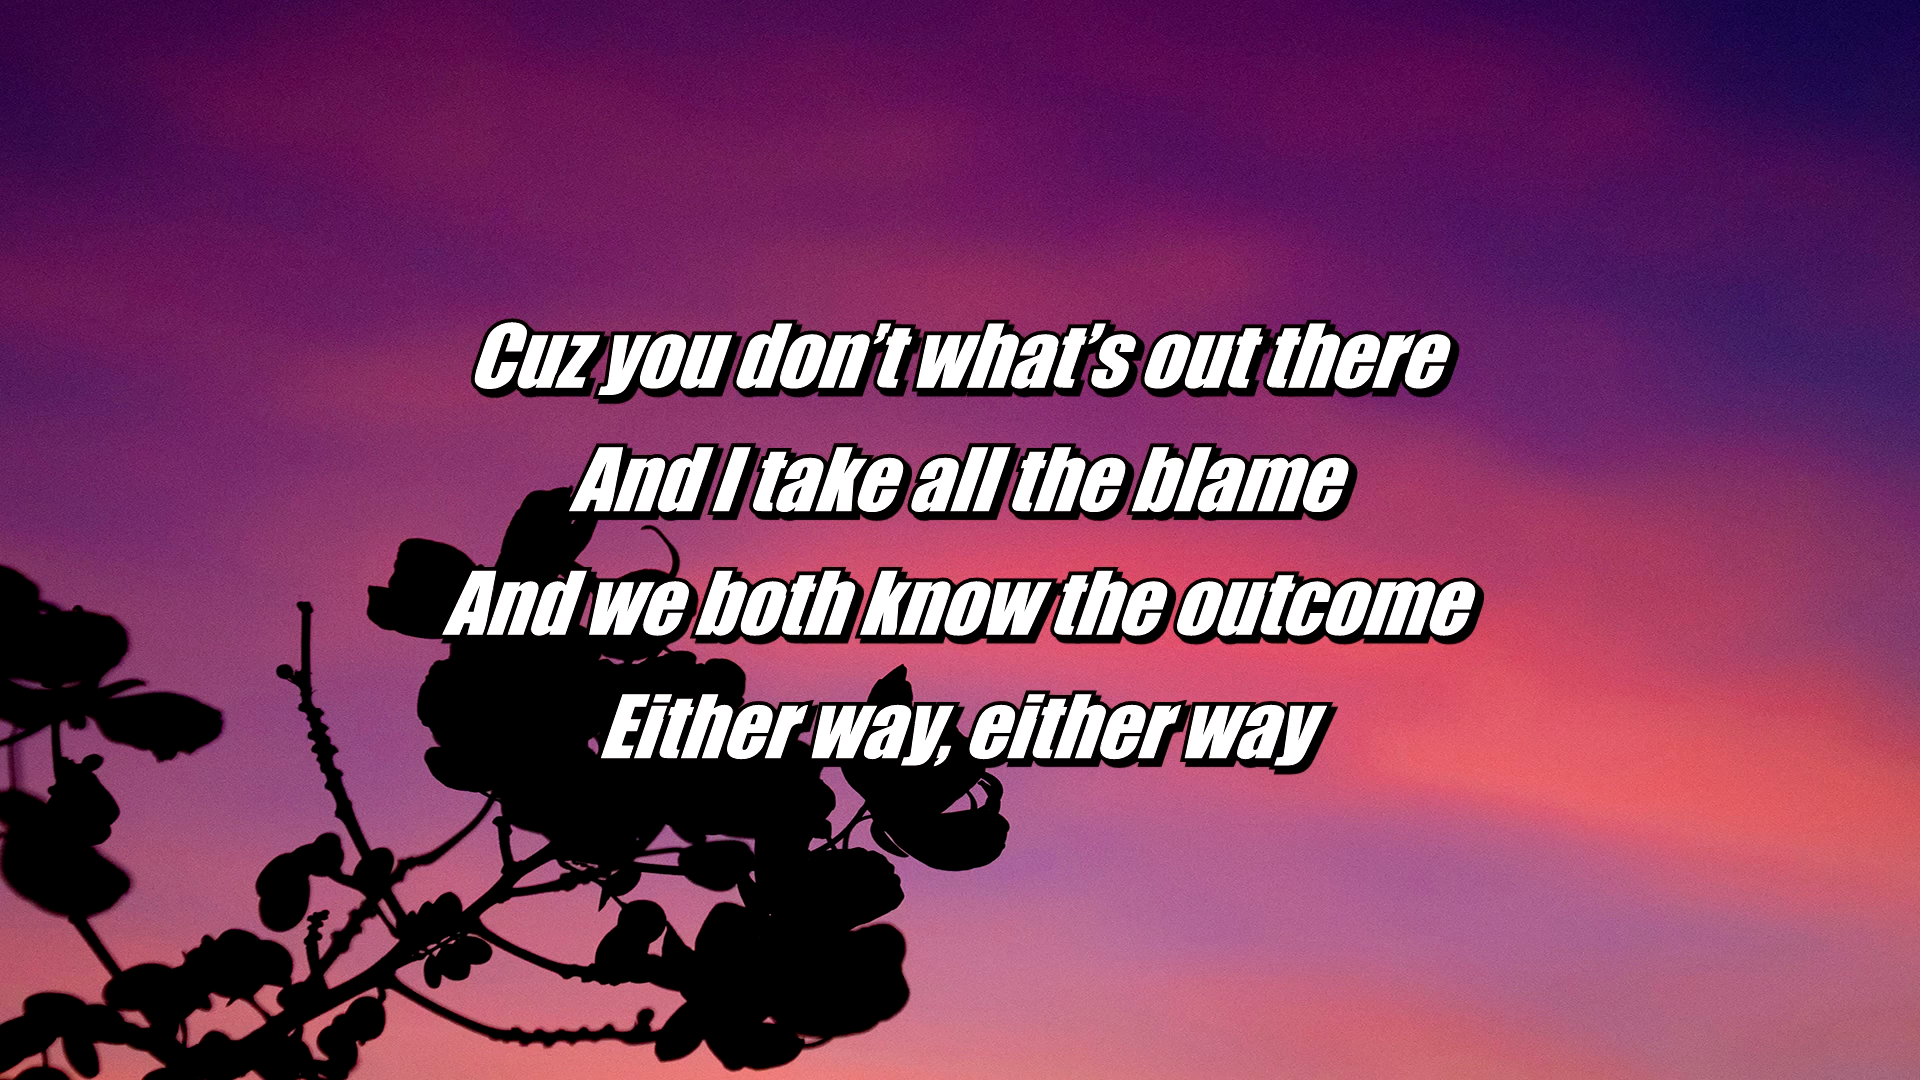 Cuz you don’t what’s out there
And I take all the blame
And we both know the outcome
Either way, either way